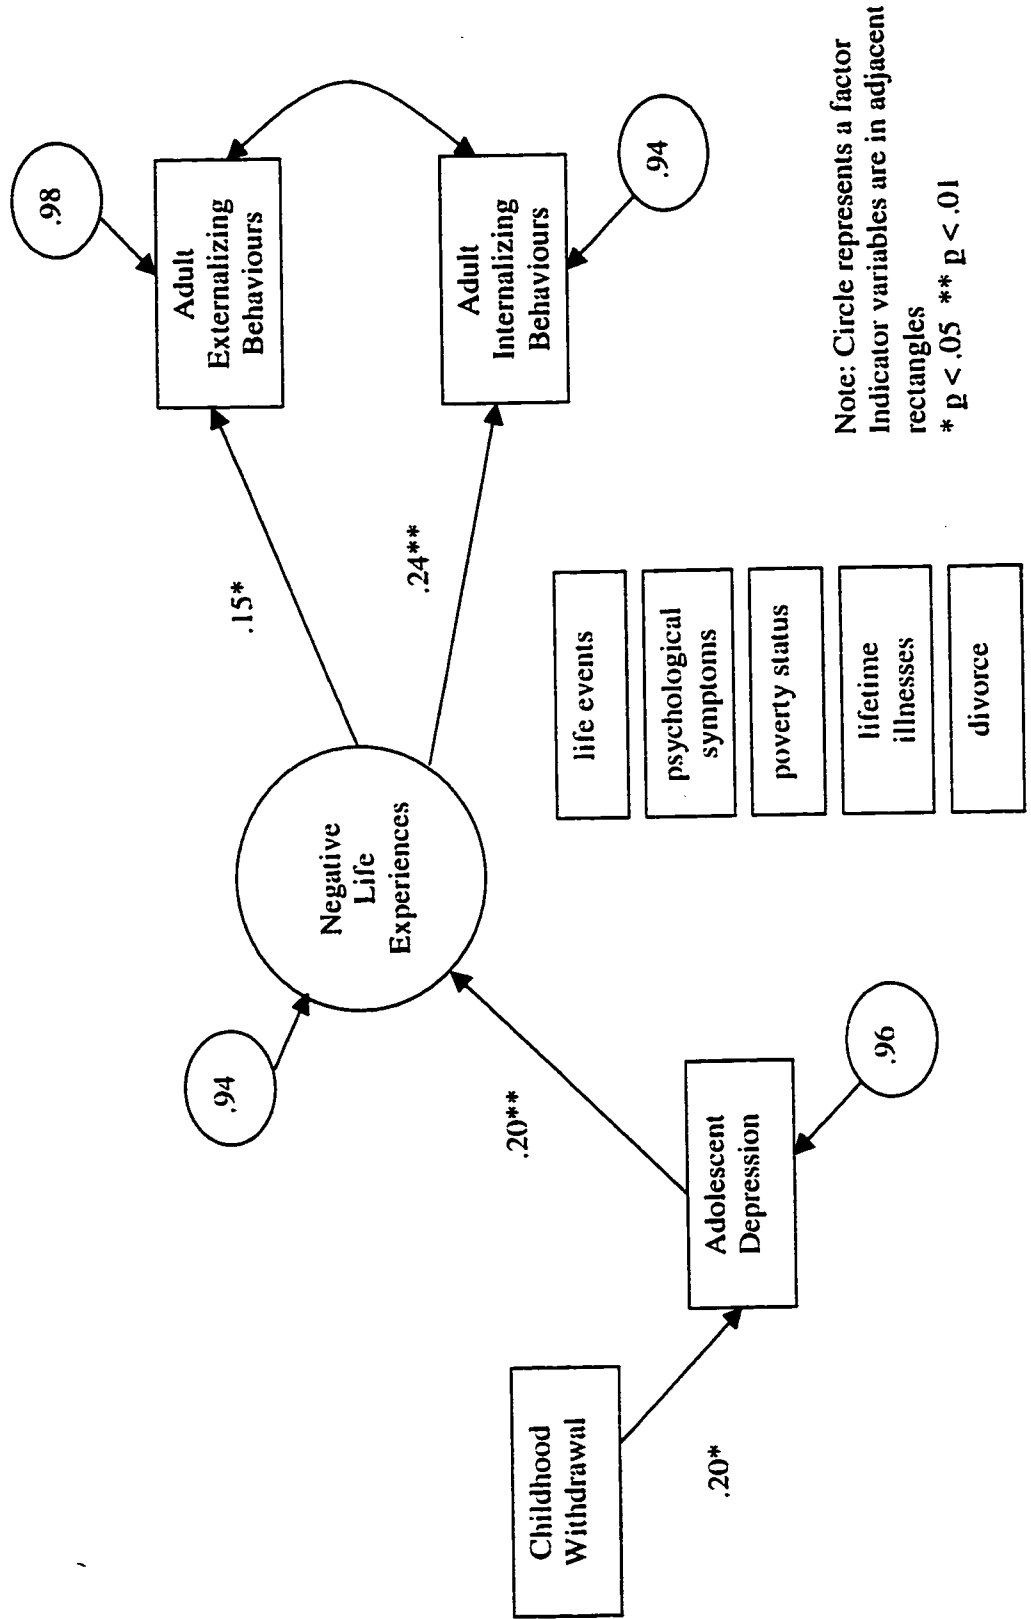 Childhood
Withdrawal
.20*
Adolescent
Depression
.96
.20**
.94
Negative
Life
Experiences
life events
psychological
symptoms
poverty status
lifetime
illnesses
divorce
.15*
.24**
Adult
Externalizing
Behaviours
.98
Adult
Internalizing
Behaviours
.94
Note: Circle represents a factor
Indicator variables are in adjacent
rectangles
* p < .05 ** p < .01